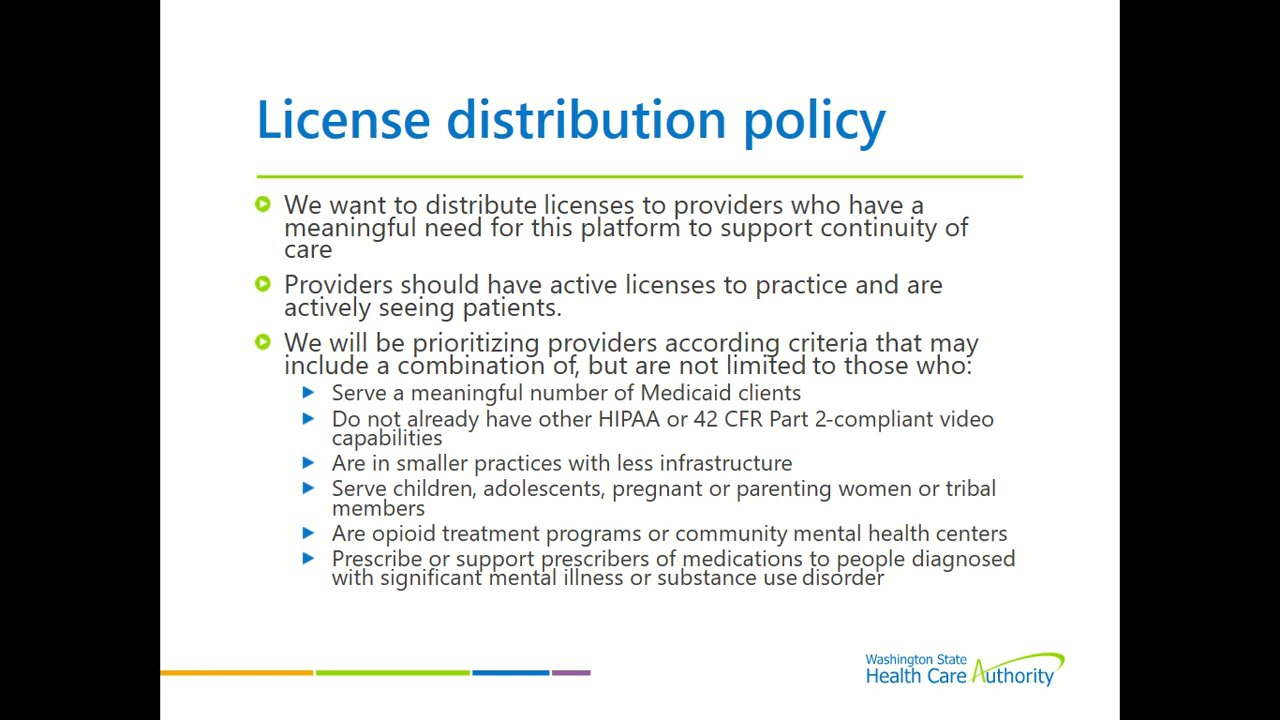 License distribution policy
We want to distribute licenses to providers who have a
meaningful need for this platform to support continuity of
care
Providers should have active licenses to practice and are
actively seeing patients.
We will be prioritizing providers according criteria that may
include a combination of, but are not limited to those who:
Serve a meaningful number of Medicaid clients
Do not already have other HIPAA or 42 CFR Part 2-compliant video
capabilities
Are in smaller practices with less infrastructure
Serve children, adolescents, pregnant or parenting women or tribal
members
Are opioid treatment programs or community mental health centers
Prescribe or support prescribers of medications to people diagnosed
with significant mental illness or substance use disorder
Washington State
Health Care Authority